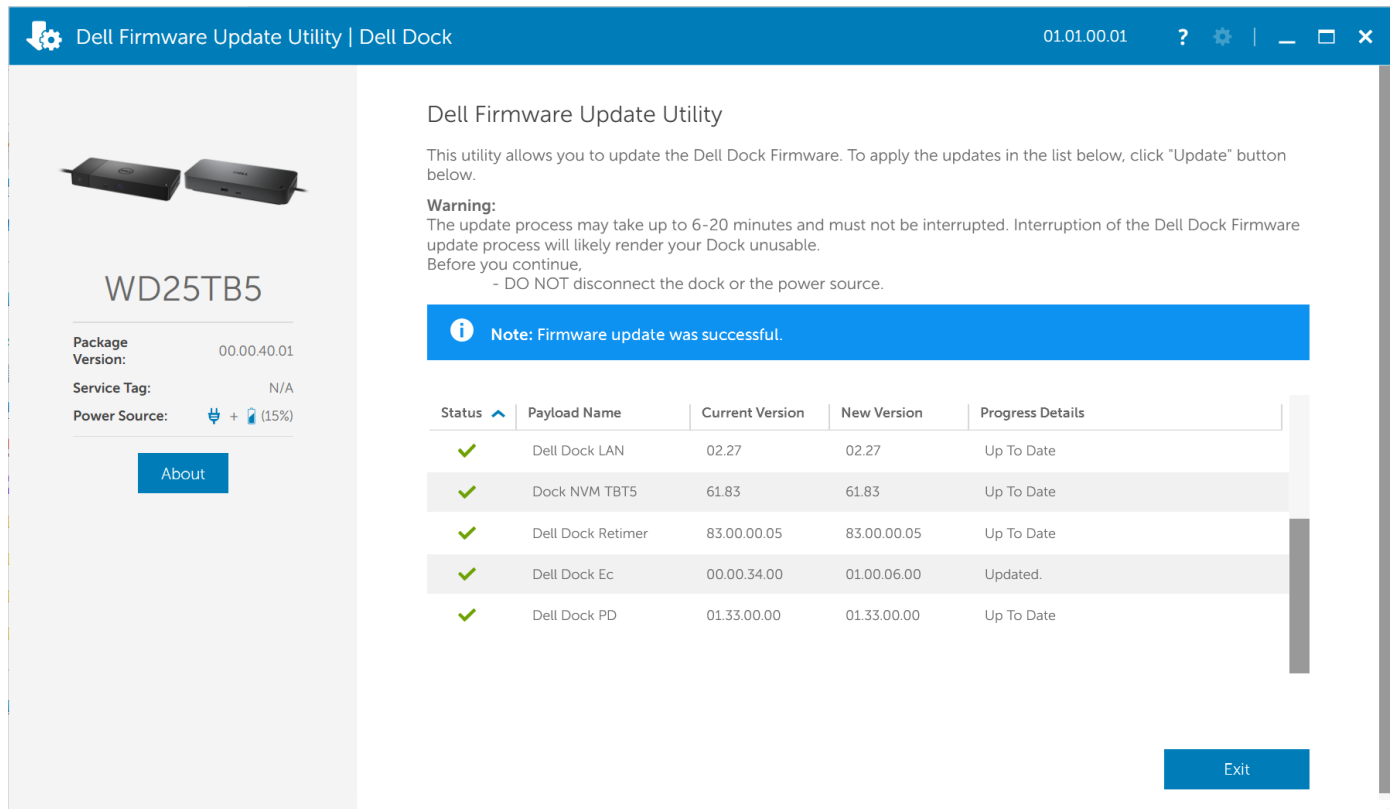 Dell Firmware Update Utility | Dell Dock
01.01.00.01
?
WD25TB5
Package Version: 00.00.40.01
Service Tag: N/A
Power Source: + (15%)
About
Dell Firmware Update Utility
This utility allows you to update the Dell Dock Firmware. To apply the updates in the list below, click "Update" button
below.
Warning:
The update process may take up to 6-20 minutes and must not be interrupted. Interruption of the Dell Dock Firmware
update process will likely render your Dock unusable.
Before you continue,
- DO NOT disconnect the dock or the power source.
Note: Firmware update was successful.
Status Payload Name Current Version New Version Progress Details
Dell Dock LAN 02.27 02.27 Up To Date
Dock NVM TBT5 61.83 61.83 Up To Date
Dell Dock Retimer 83.00.00.05 83.00.00.05 Up To Date
Dell Dock Ec 00.00.34.00 01.00.06.00 Updated.
Dell Dock PD 01.33.00.00 01.33.00.00 Up To Date
Exit